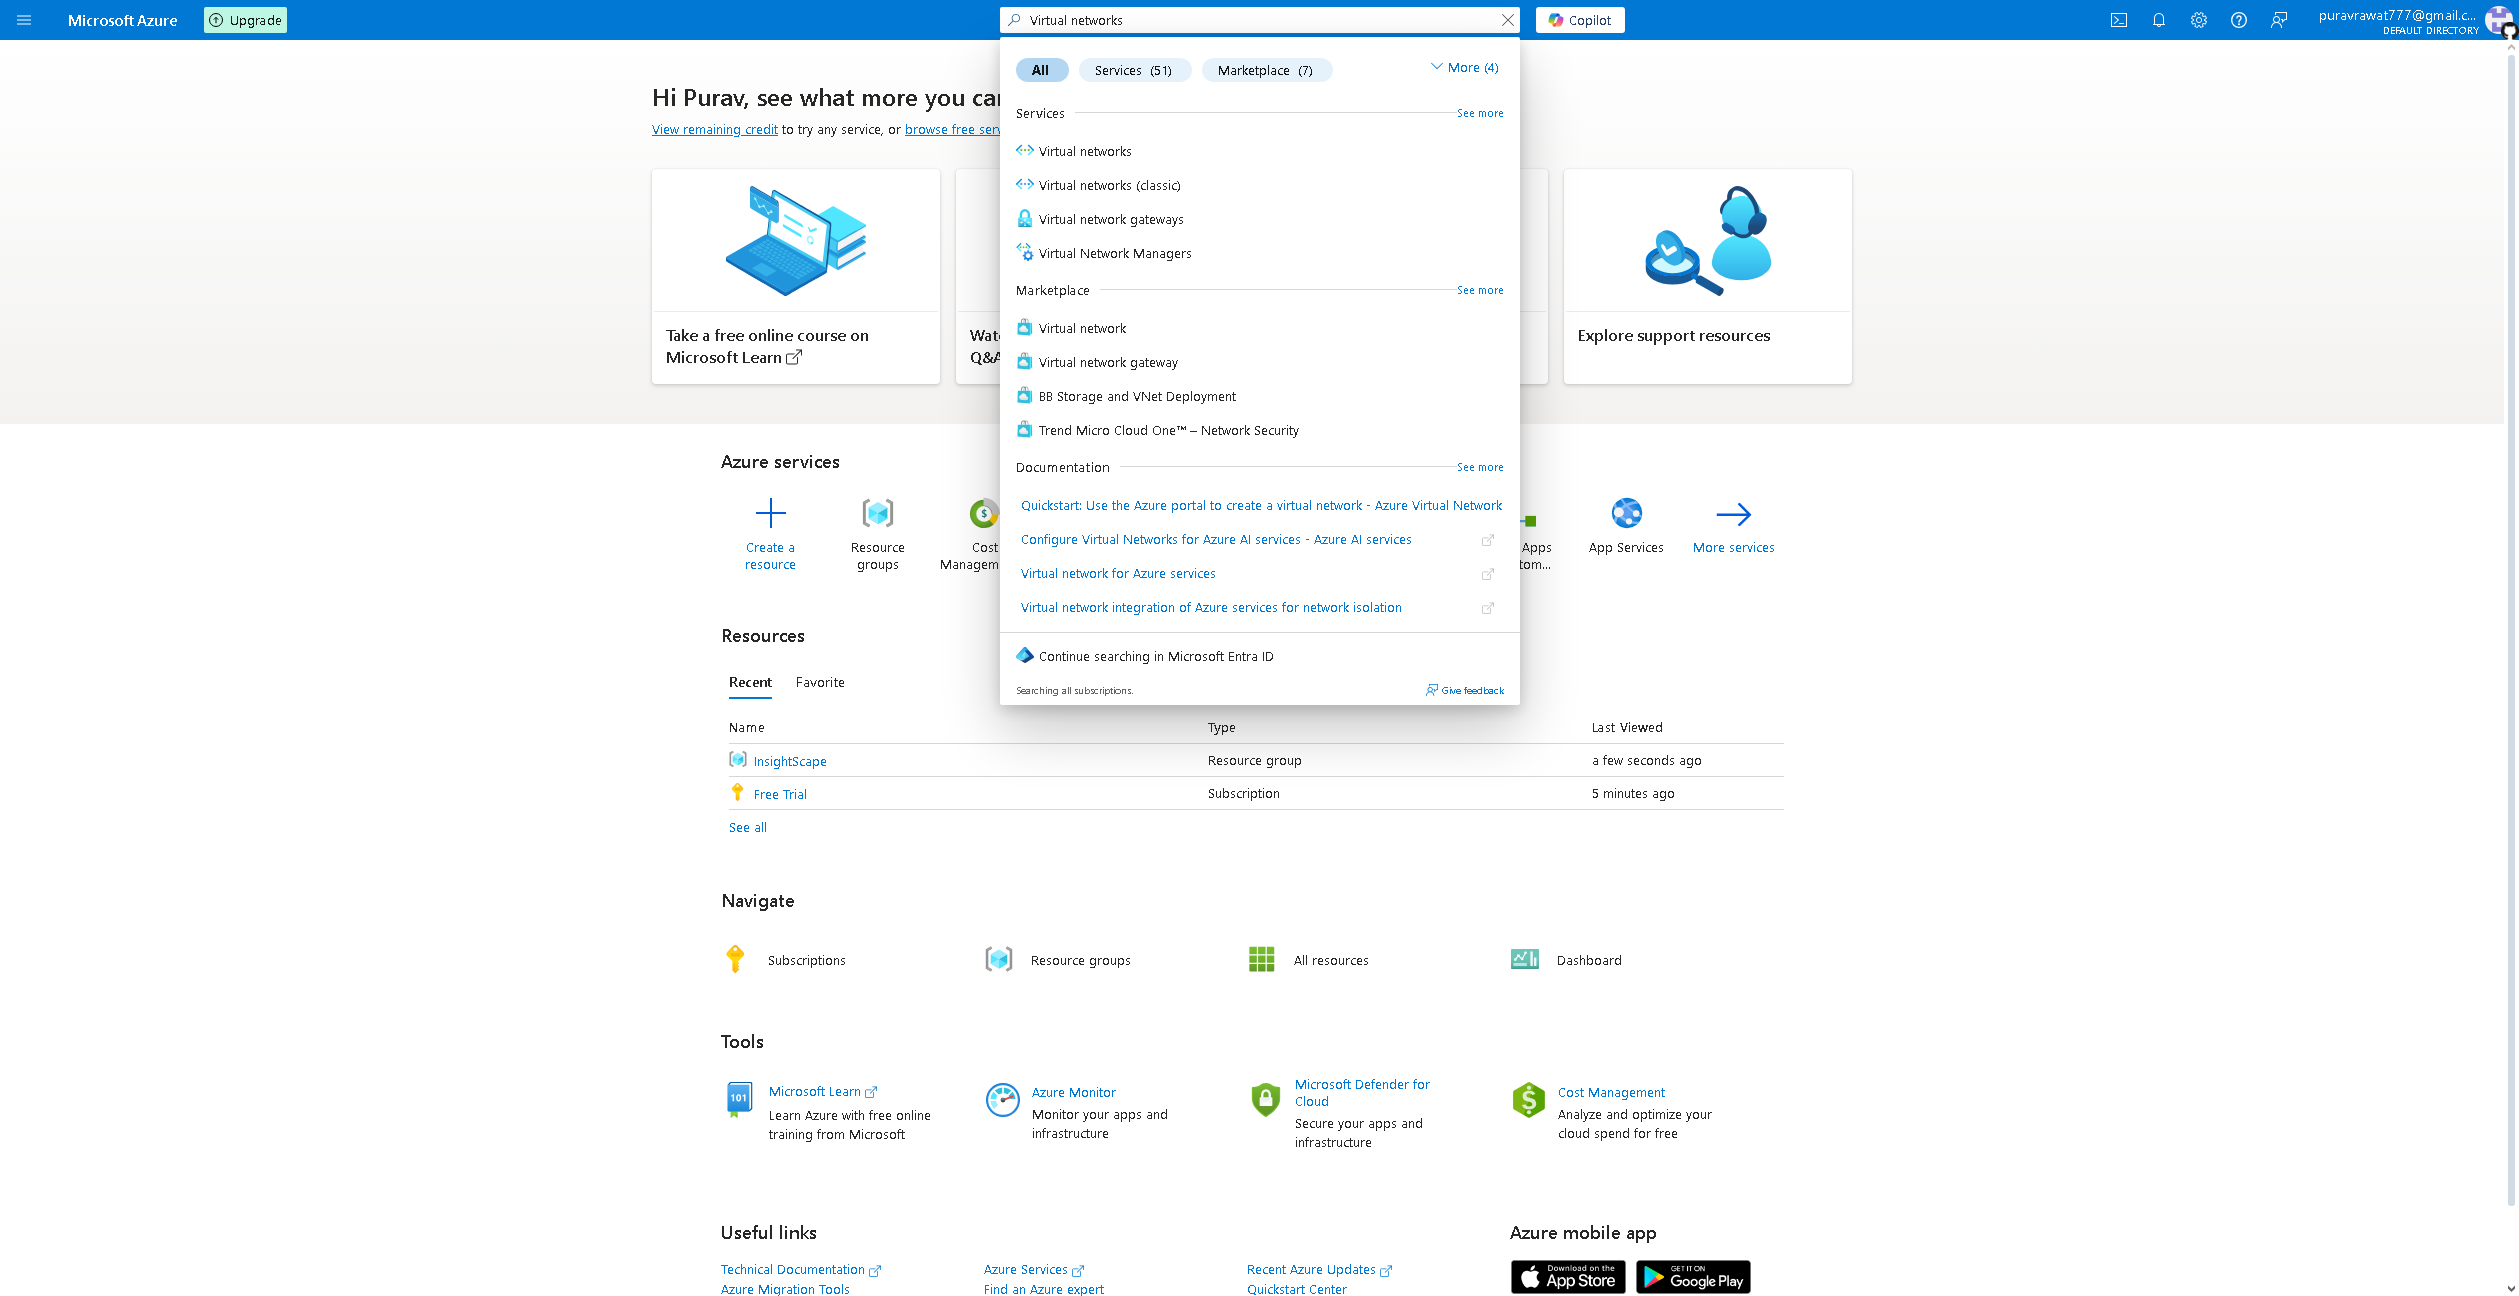 Microsoft Azure
Upgrade
Virtual networks
Copilot
puravrawat777@gmail.c...
DEFAULT DIRECTORY
All
Services (51)
Marketplace (7)
More (4)
Hi Purav, see what more you can
View remaining credit to try any service, or browse free serv
Services
See more
Virtual networks
Virtual networks (classic)
Virtual network gateways
Virtual Network Managers
Marketplace
See more
Virtual network
Virtual network gateway
BB Storage and VNet Deployment
Trend Micro Cloud One™ – Network Security
Documentation
See more
Quickstart: Use the Azure portal to create a virtual network - Azure Virtual Network
Configure Virtual Networks for Azure AI services - Azure AI services
Virtual network for Azure services
Virtual network integration of Azure services for network isolation
Continue searching in Microsoft Entra ID
Searching all subscriptions.
Give feedback
Take a free online course on
Microsoft Learn
Q&A
Explore support resources
Azure services
Create a
resource
Resource
groups
Cost
Managem
Apps
tom...
App Services
More services
Resources
Recent
Favorite
Name
Type
Last Viewed
InsightScape
Resource group
a few seconds ago
Free Trial
Subscription
5 minutes ago
See all
Navigate
Subscriptions
Resource groups
All resources
Dashboard
Tools
101
Microsoft Learn
Learn Azure with free online
training from Microsoft
Azure Monitor
Monitor your apps and
infrastructure
Microsoft Defender for
Cloud
Secure your apps and
infrastructure
Cost Management
Analyze and optimize your
cloud spend for free
Useful links
Azure mobile app
Technical Documentation
Azure Services
Recent Azure Updates
Azure Migration Tools
Find an Azure expert
Quickstart Center
Download on the
App Store
GET IT ON
Google Play